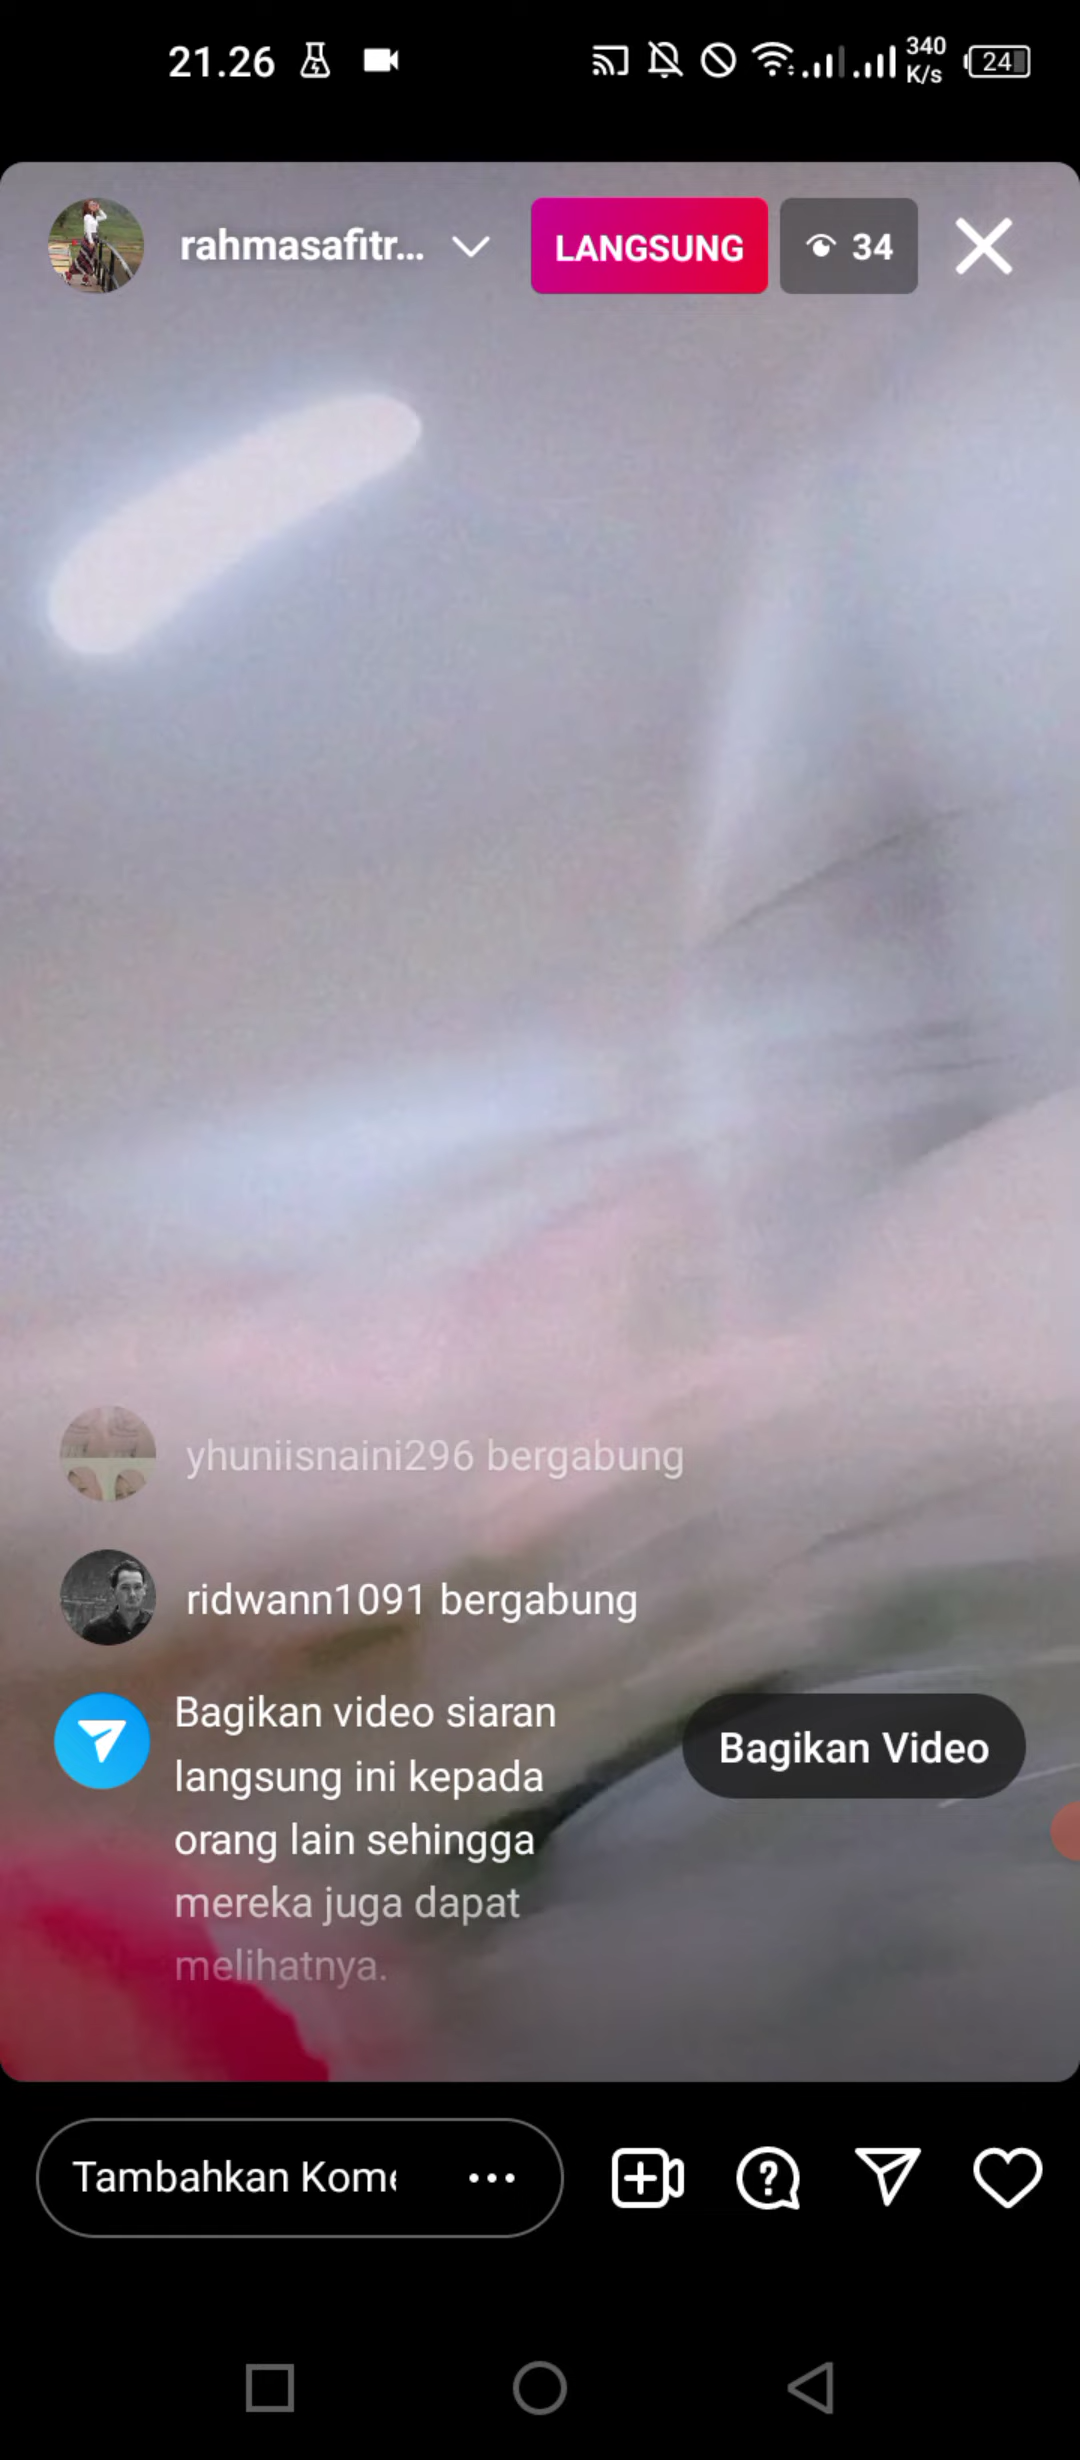 21.26
340
K/s
24
rahmasafitr...
LANGSUNG
34
yhuniisnaini296 bergabung
ridwann1091 bergabung
Bagikan video siaran
langsung ini kepada
orang lain sehingga
mereka juga dapat
melihatnya.
Bagikan Video
Tambahkan Kome